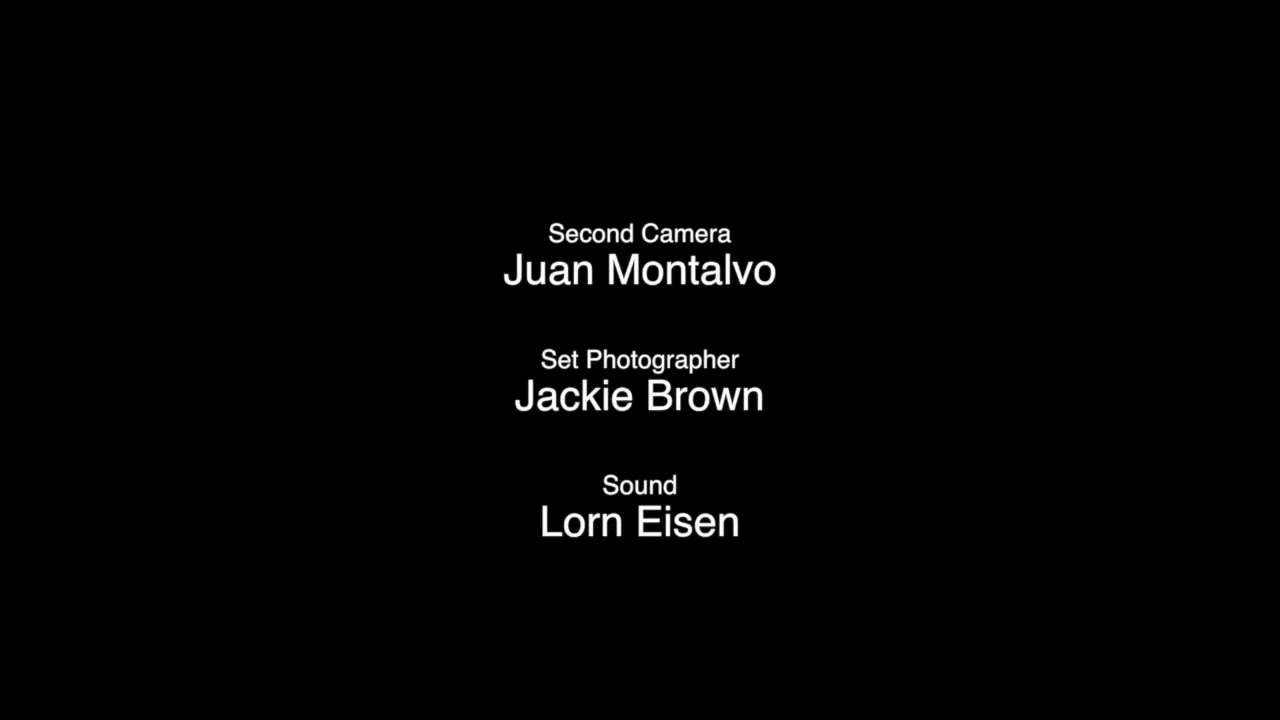 Second Camera
Juan Montalvo
Set Photographer
Jackie Brown
Sound
Lorn Eisen